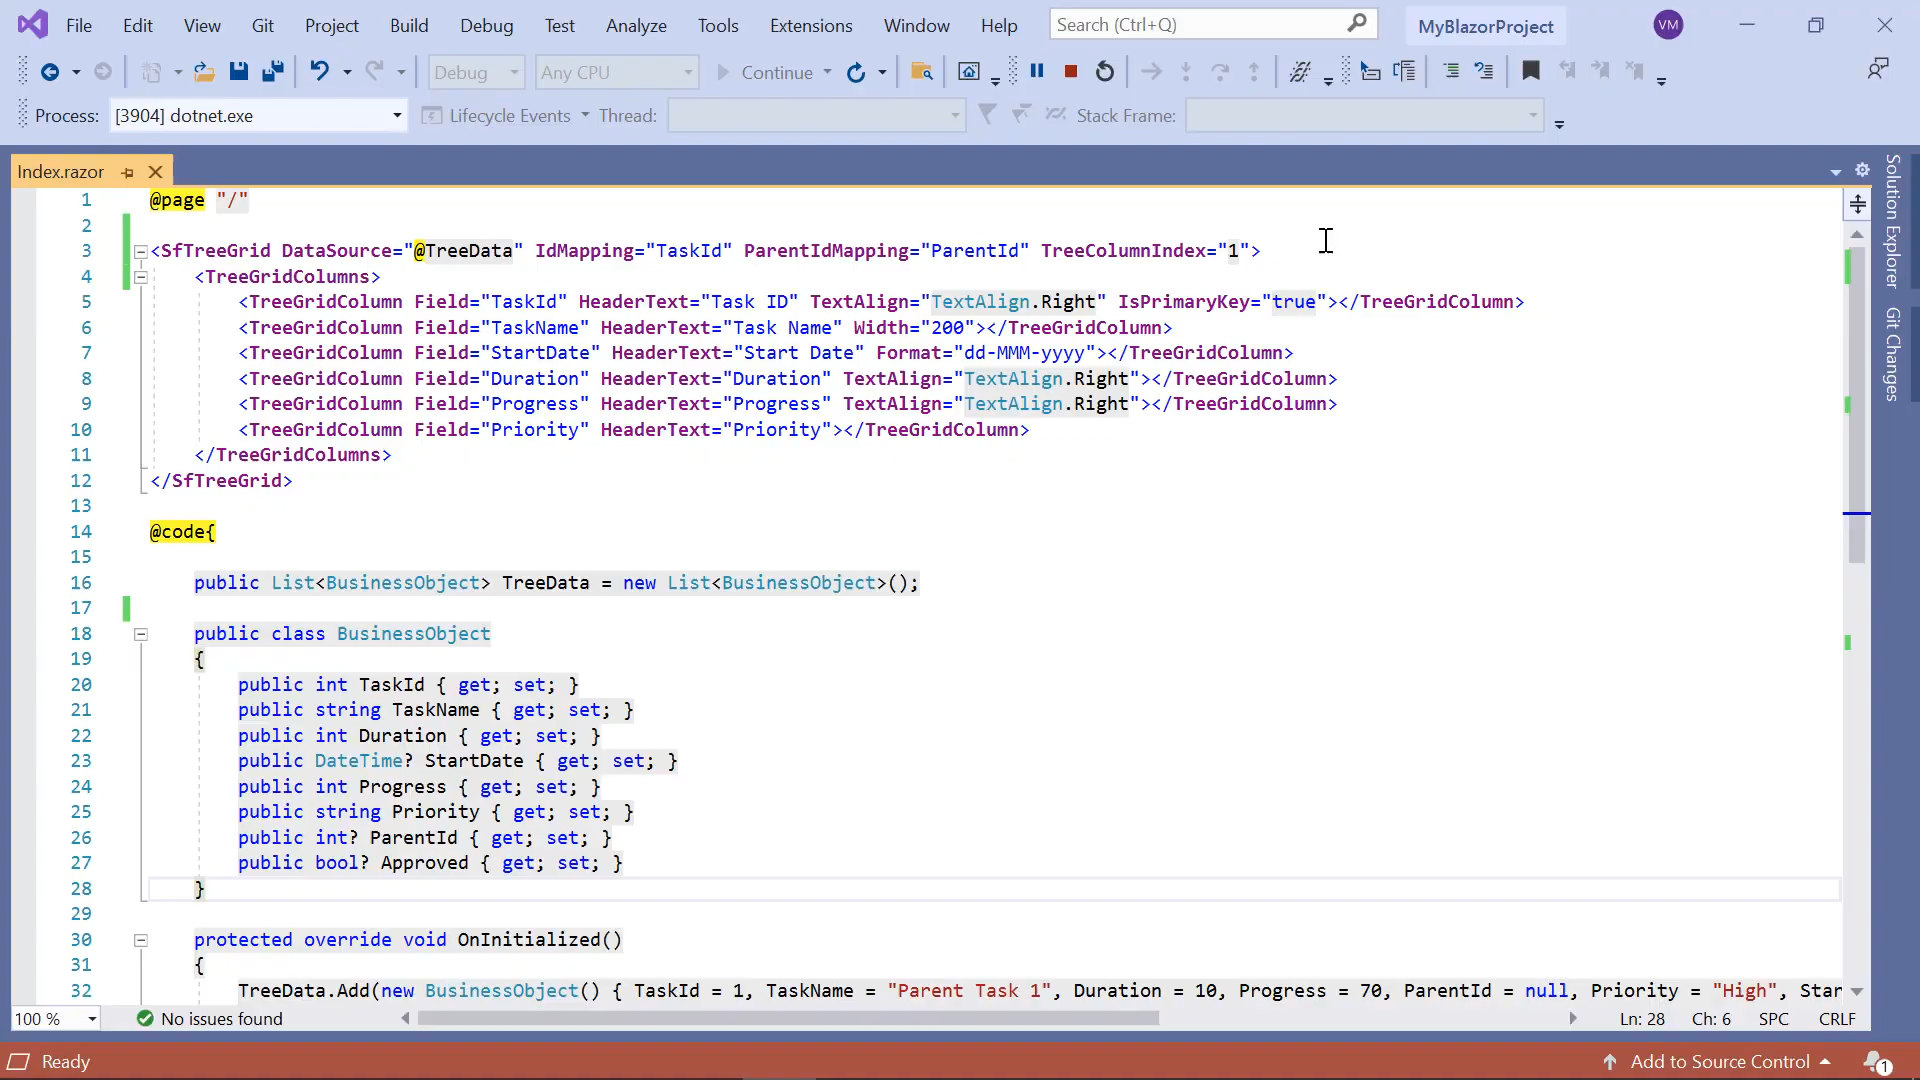 File Edit View Git Project Build Debug Test Analyze Tools Extensions Window Help Search (Ctrl+Q) MyBlazorProject VM
Debug Any CPU Continue
Process: [3904] dotnet.exe Lifecycle Events Thread: Stack Frame:
Index.razor
Solution Explorer
Git Changes
1 @page "/"
2
3 <SfTreeGrid DataSource="@TreeData" IdMapping="TaskId" ParentIdMapping="ParentId" TreeColumnIndex="1">
4 <TreeGridColumns>
5 <TreeGridColumn Field="TaskId" HeaderText="Task ID" TextAlign="TextAlign.Right" IsPrimaryKey="true"></TreeGridColumn>
6 <TreeGridColumn Field="TaskName" HeaderText="Task Name" Width="200"></TreeGridColumn>
7 <TreeGridColumn Field="StartDate" HeaderText="Start Date" Format="dd-MMM-yyyy"></TreeGridColumn>
8 <TreeGridColumn Field="Duration" HeaderText="Duration" TextAlign="TextAlign.Right"></TreeGridColumn>
9 <TreeGridColumn Field="Progress" HeaderText="Progress" TextAlign="TextAlign.Right"></TreeGridColumn>
10 <TreeGridColumn Field="Priority" HeaderText="Priority"></TreeGridColumn>
11 </TreeGridColumns>
12 </SfTreeGrid>
13
14 @code{
15
16 public List<BusinessObject> TreeData = new List<BusinessObject>();
17
18 public class BusinessObject
19 {
20 public int TaskId { get; set; }
21 public string TaskName { get; set; }
22 public int Duration { get; set; }
23 public DateTime? StartDate { get; set; }
24 public int Progress { get; set; }
25 public string Priority { get; set; }
26 public int? ParentId { get; set; }
27 public bool? Approved { get; set; }
28 }
29
30 protected override void OnInitialized()
31 {
32 TreeData.Add(new BusinessObject() { TaskId = 1, TaskName = "Parent Task 1", Duration = 10, Progress = 70, ParentId = null, Priority = "High", Star
100 % No issues found Ln: 28 Ch: 6 SPC CRLF
Ready Add to Source Control 1